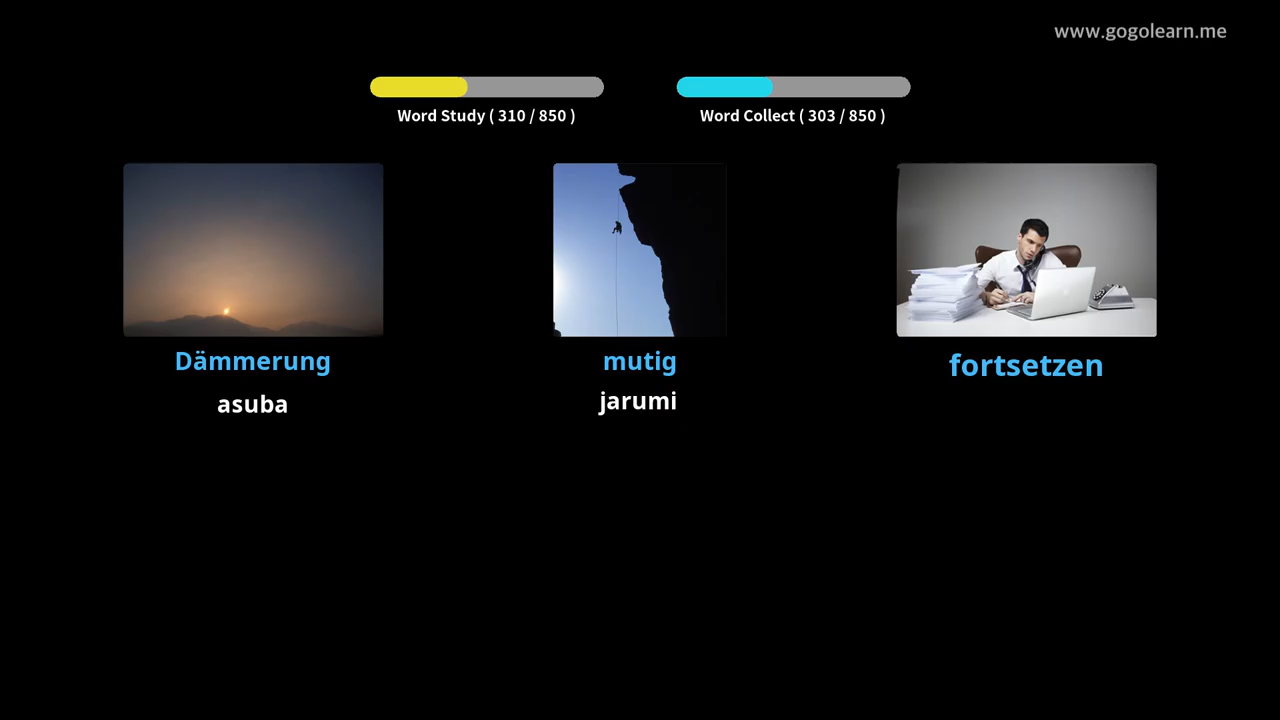 www.gogolearn.me
Word Study ( 310 / 850 )
Word Collect ( 303 / 850 )
Dämmerung
asuba
mutig
jarumi
fortsetzen